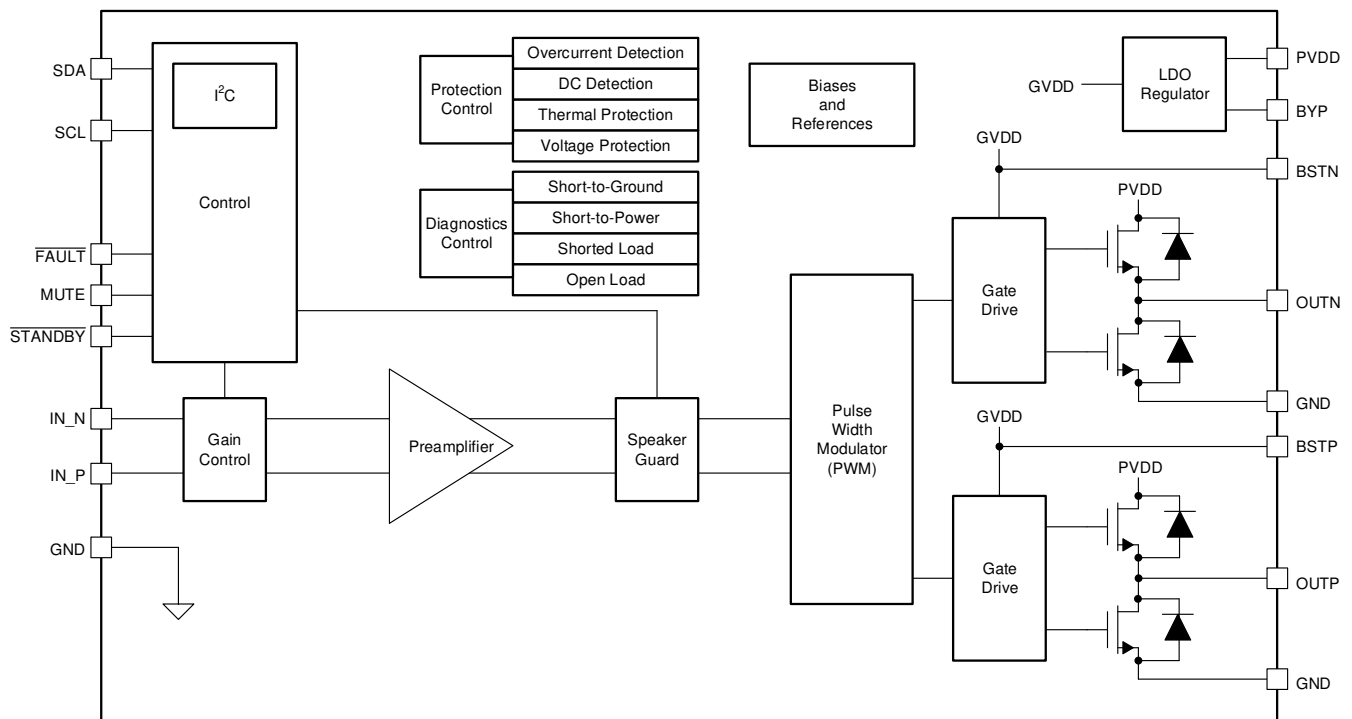 SDA
SCL
FAULT
MUTE
STANDBY
IN_N
IN_P
GND
I²C
Control
Gain
Control
Protection
Control
Overcurrent Detection
DC Detection
Thermal Protection
Voltage Protection
Diagnostics
Control
Short-to-Ground
Short-to-Power
Shorted Load
Open Load
Biases
and
References
Preamplifier
Speaker
Guard
Pulse
Width
Modulator
(PWM)
GVDD
LDO
Regulator
GVDD
Gate
Drive
PVDD
GVDD
Gate
Drive
PVDD
PVDD
BYP
BSTN
OUTN
GND
BSTP
OUTP
GND